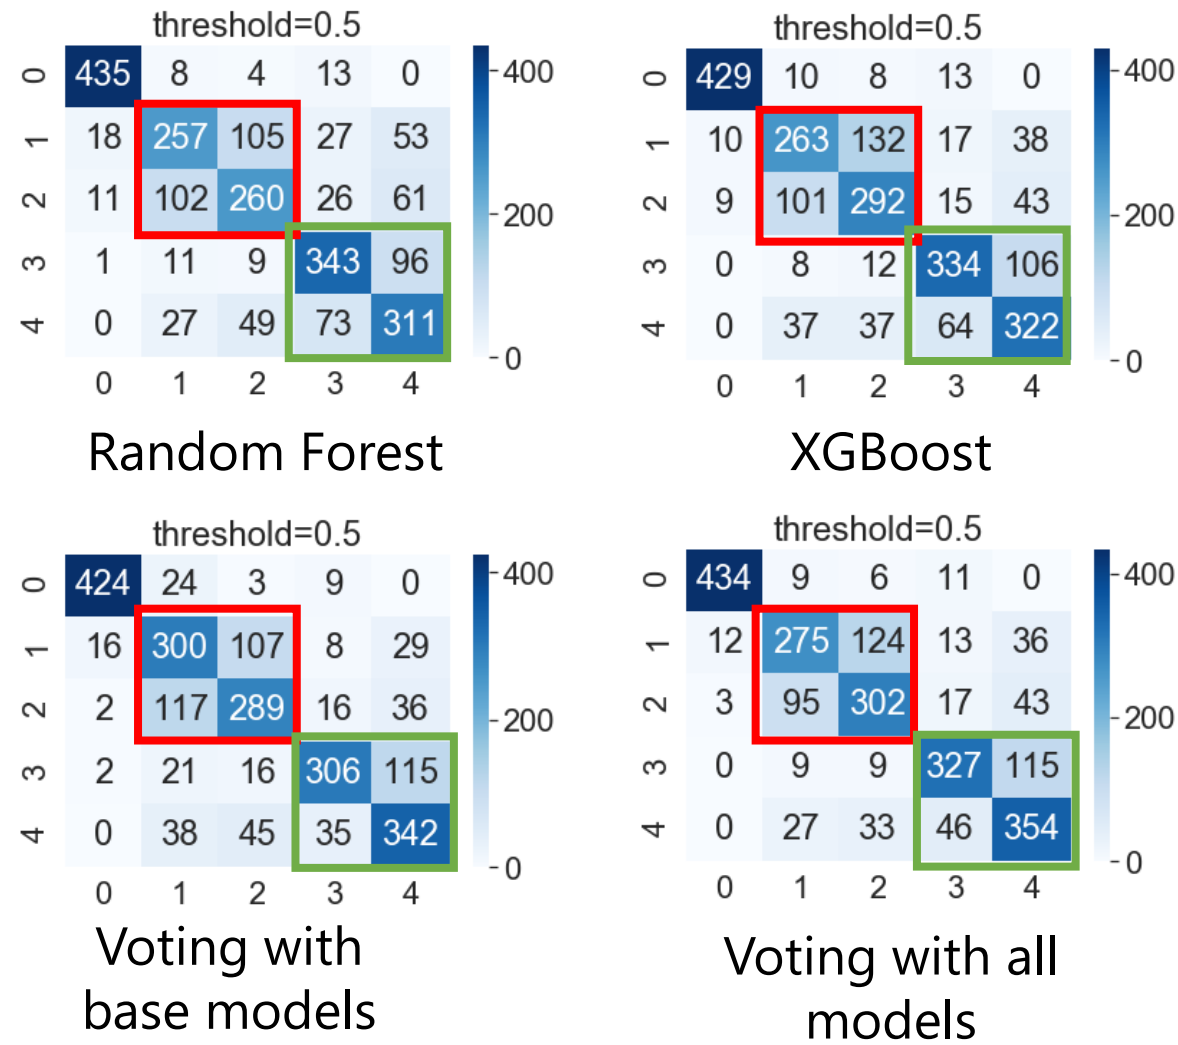 threshold=0.5
0 435 8 4 13 0
1 18 257 105 27 53
2 11 102 260 26 61
3 1 11 9 343 96
4 0 27 49 73 311
0 1 2 3 4
400
200
0
Random Forest
threshold=0.5
0 429 10 8 13 0
1 10 263 132 17 38
2 9 101 292 15 43
3 0 8 12 334 106
4 0 37 37 64 322
0 1 2 3 4
400
200
0
XGBoost
threshold=0.5
0 424 24 3 9 0
1 16 300 107 8 29
2 2 117 289 16 36
3 2 21 16 306 115
4 0 38 45 35 342
0 1 2 3 4
400
200
0
Voting with
base models
threshold=0.5
0 434 9 6 11 0
1 12 275 124 13 36
2 3 95 302 17 43
3 0 9 9 327 115
4 0 27 33 46 354
0 1 2 3 4
400
200
0
Voting with all
models